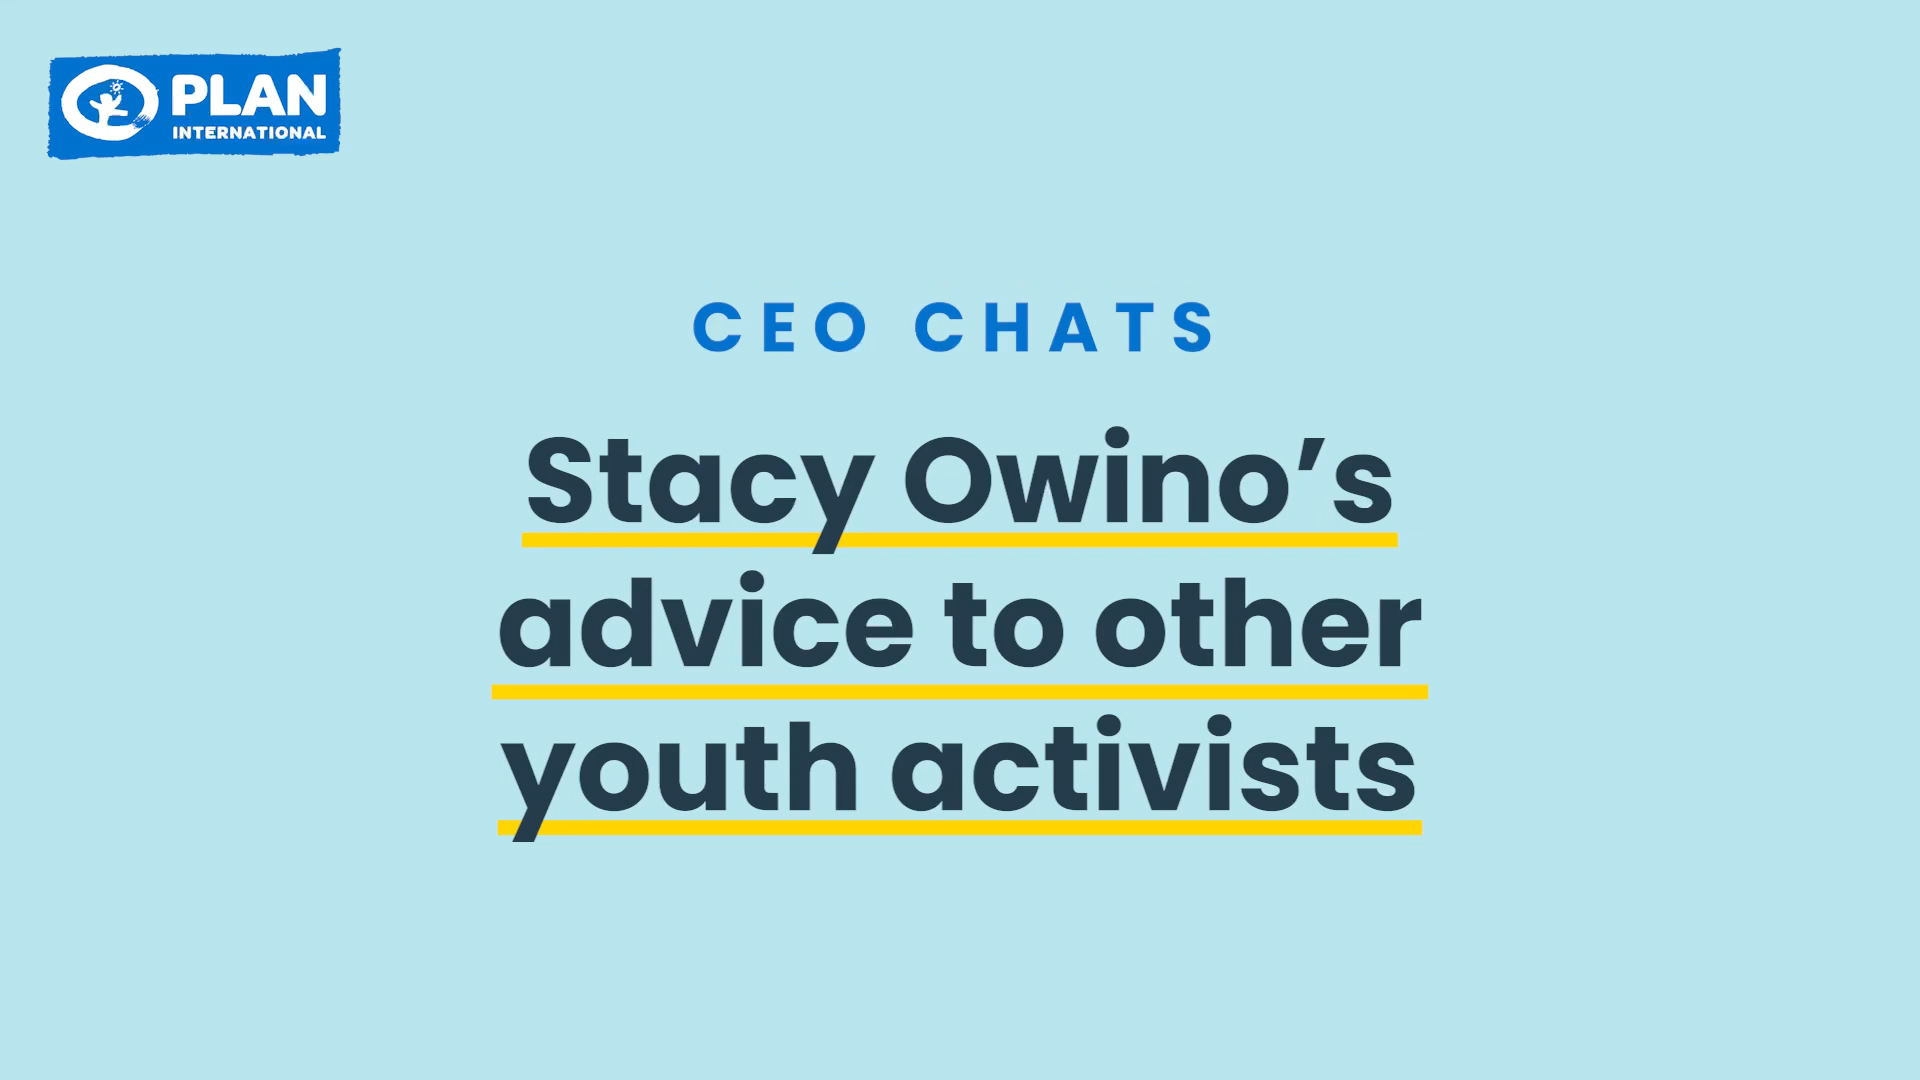 PLAN
INTERNATIONAL
CEO CHATS
Stacy Owino’s
advice to other
youth activists